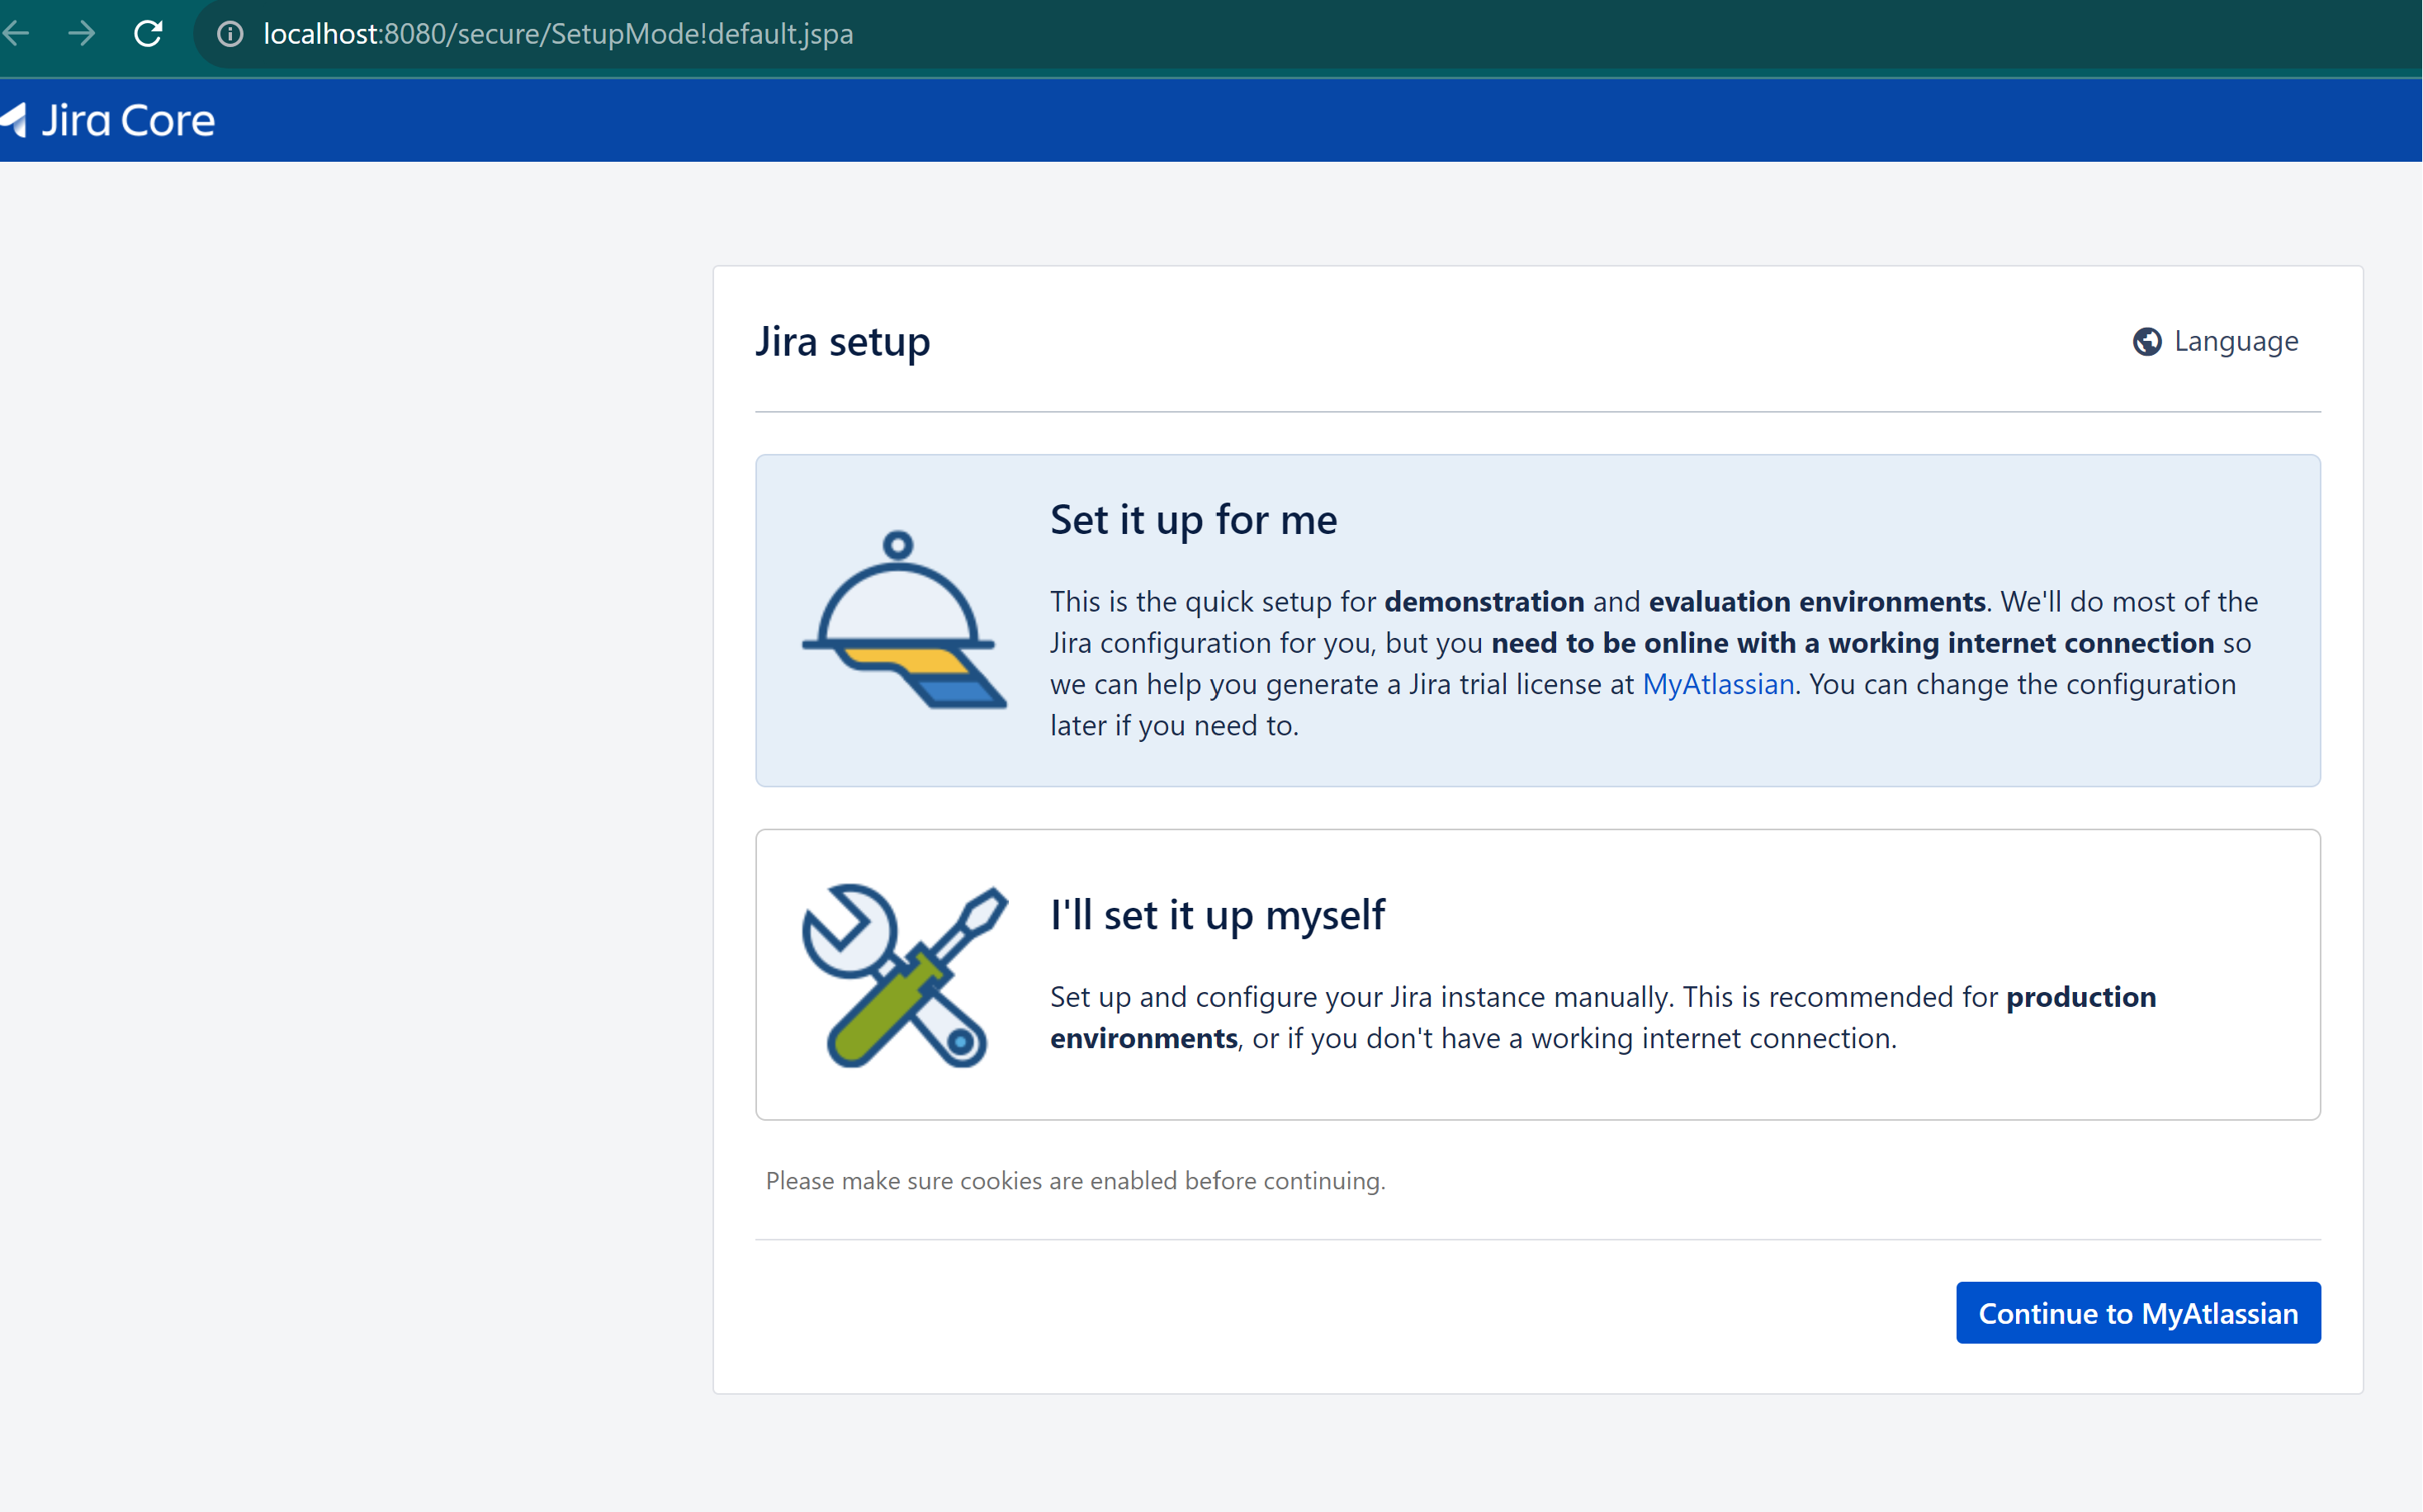 localhost:8080/secure/SetupMode!default.jspa
Jira Core
Jira setup
Language
Set it up for me
This is the quick setup for demonstration and evaluation environments. We'll do most of the
Jira configuration for you, but you need to be online with a working internet connection so
we can help you generate a Jira trial license at MyAtlassian. You can change the configuration
later if you need to.
I'll set it up myself
Set up and configure your Jira instance manually. This is recommended for production
environments, or if you don't have a working internet connection.
Please make sure cookies are enabled before continuing.
Continue to MyAtlassian